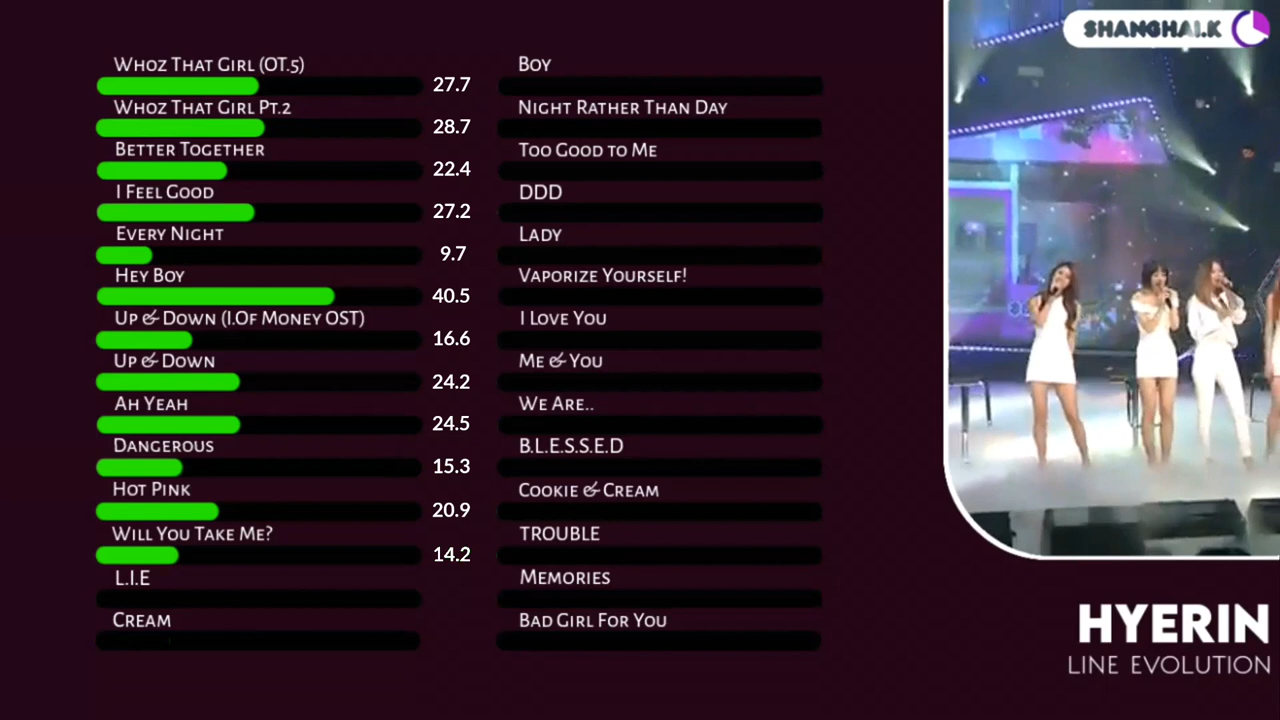 SHANGHAI.K
WHOZ THAT GIRL (OT.5)
27.7
WHOZ THAT GIRL PT.2
28.7
BETTER TOGETHER
22.4
I FEEL GOOD
27.2
EVERY NIGHT
9.7
HEY BOY
40.5
UP & DOWN (I.OF MONEY OST)
16.6
UP & DOWN
24.2
AH YEAH
24.5
DANGEROUS
15.3
HOT PINK
20.9
WILL YOU TAKE ME?
14.2
L.I.E
CREAM
BOY
NIGHT RATHER THAN DAY
TOO GOOD TO ME
DDD
LADY
VAPORIZE YOURSELF!
I LOVE YOU
ME & YOU
WE ARE..
B.L.E.S.S.E.D
COOKIE & CREAM
TROUBLE
MEMORIES
BAD GIRL FOR YOU
HYERIN
LINE EVOLUTION